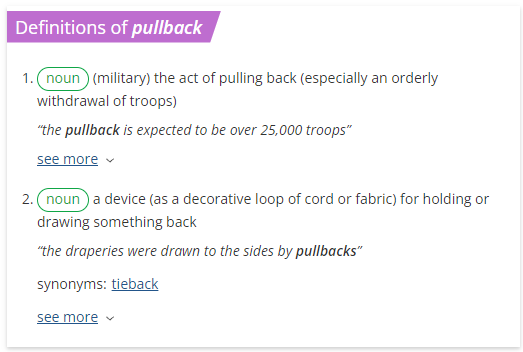 Definitions of pullback
1. noun (military) the act of pulling back (especially an orderly
withdrawal of troops)
“the pullback is expected to be over 25,000 troops”
see more
2. noun a device (as a decorative loop of cord or fabric) for holding or
drawing something back
“the draperies were drawn to the sides by pullbacks”
synonyms: tieback
see more